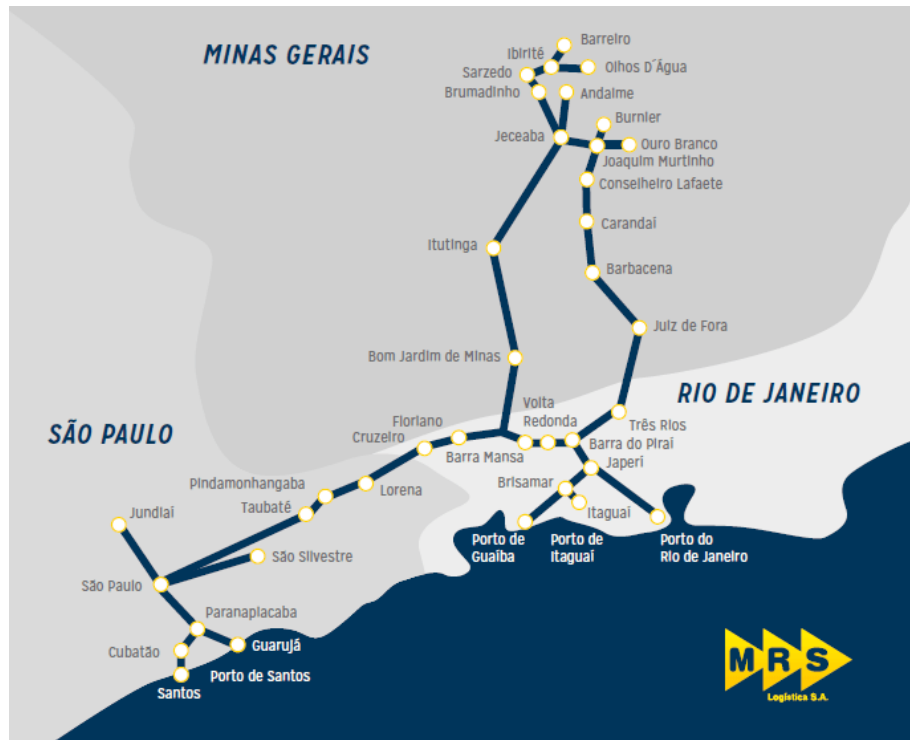 MINAS GERAIS
Barreiro
Ibirité
Olhos D´Água
Sarzedo
Brumadinho
Andaime
Burnier
Jeceaba
Ouro Branco
Joaquim Murtinho
Conselheiro Lafaete
Carandaí
Itutinga
Barbacena
Juiz de Fora
Bom Jardim de Minas
RIO DE JANEIRO
Volta
Redonda
Três Rios
SÃO PAULO
Floriano
Cruzeiro
Barra Mansa
Barra do Piraí
Japeri
Pindamonhangaba
Lorena
Brisamar
Taubaté
Itaguaí
Jundiaí
Porto de
Guaíba
Porto de
Itaguaí
Porto do
Rio de Janeiro
São Silvestre
São Paulo
Paranapiacaba
Cubatão
Guarujá
Porto de Santos
Santos
MRS
Logística S.A.